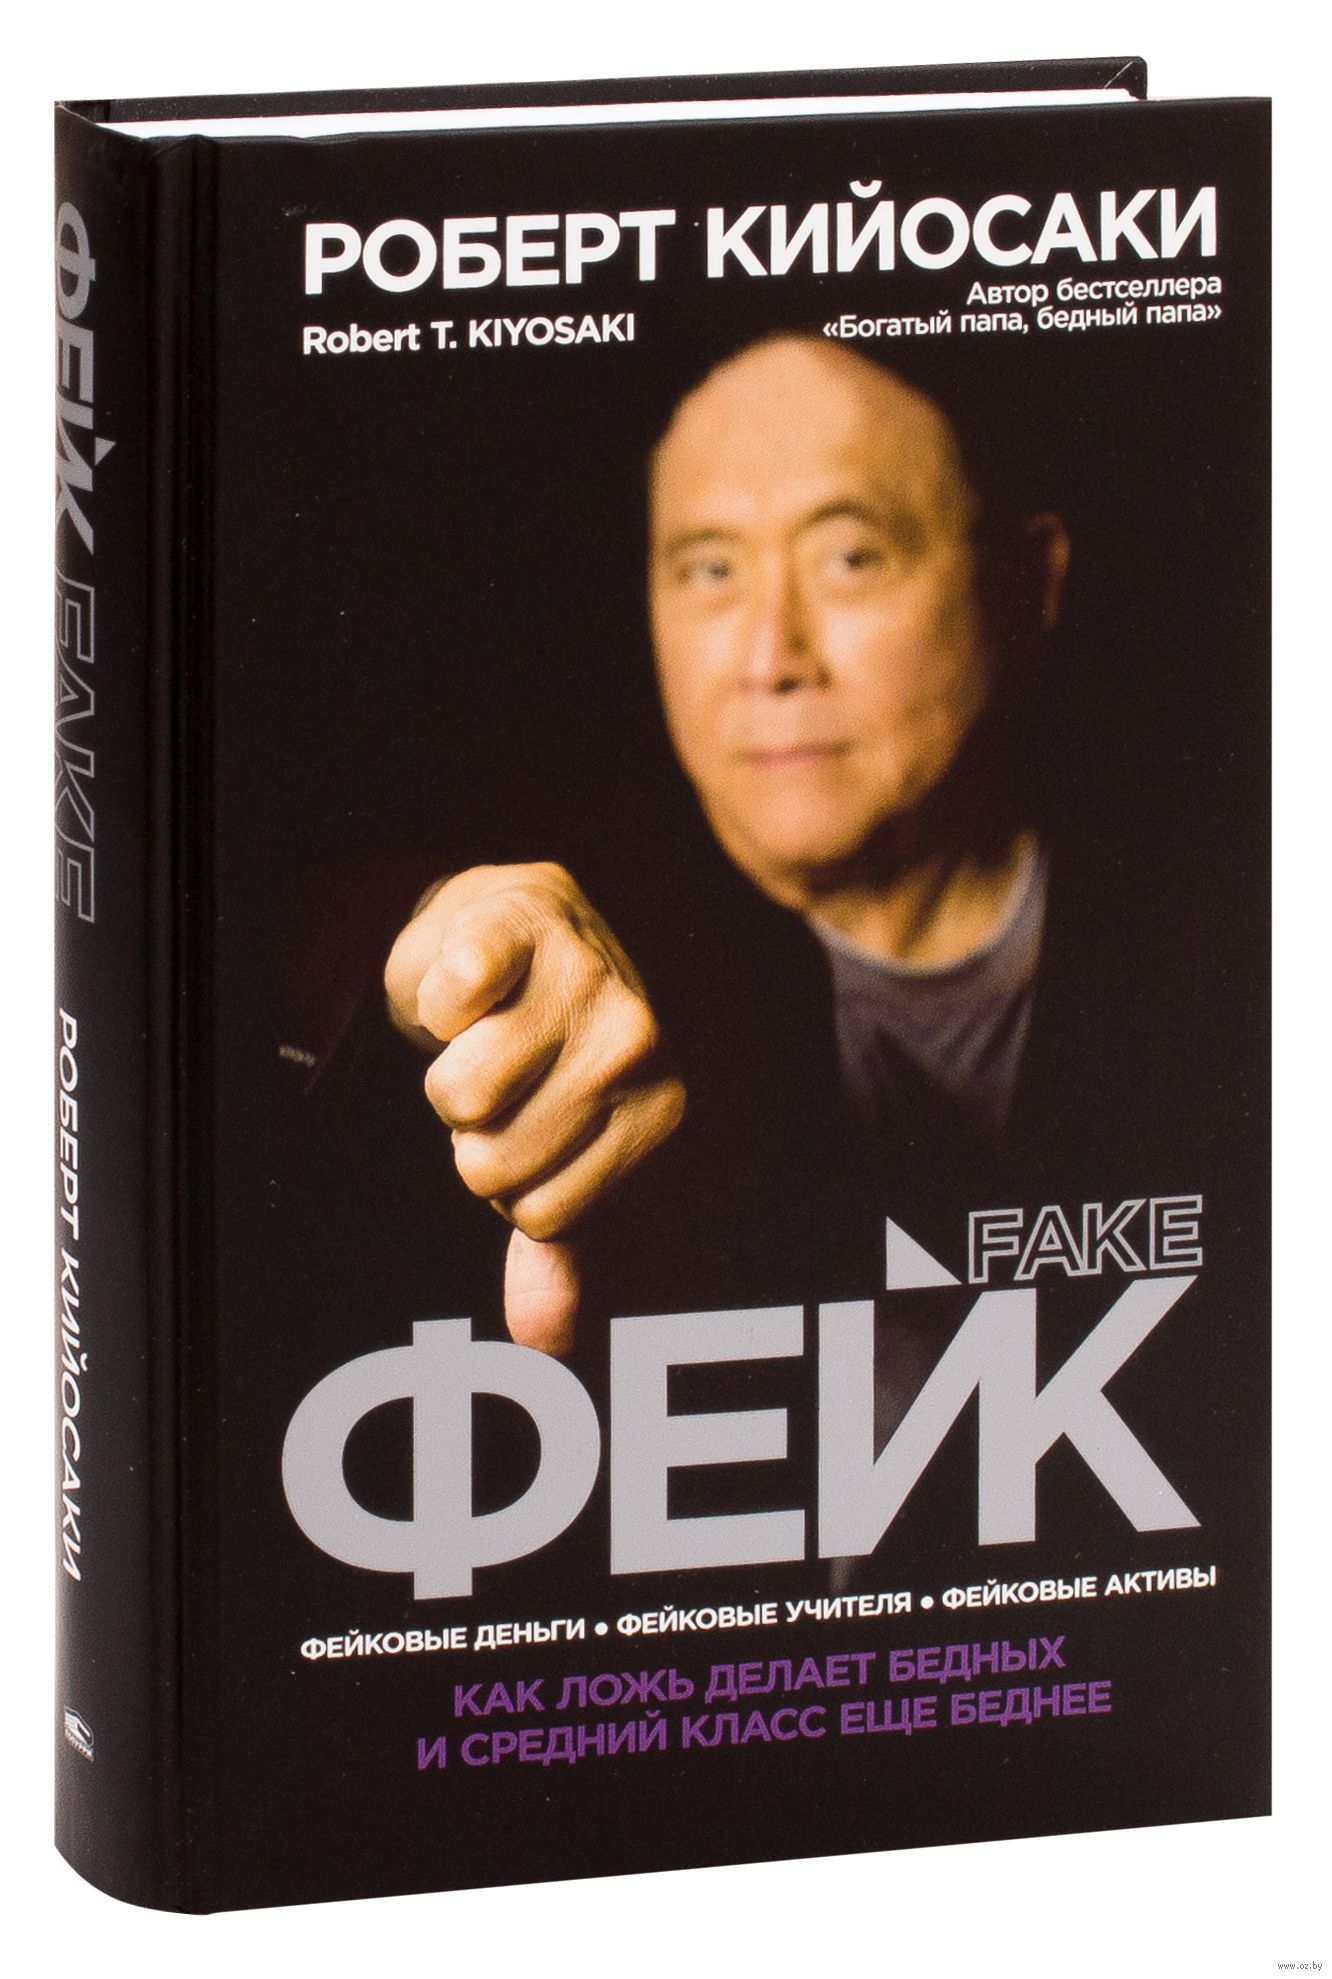 РОБЕРТ КИЙОСАКИ
Robert T. KIYOSAKI
Автор бестселлера
«Богатый папа, бедный папа»
FAKE
ФЕЙК
ФЕЙКОВЫЕ ДЕНЬГИ • ФЕЙКОВЫЕ УЧИТЕЛЯ • ФЕЙКОВЫЕ АКТИВЫ
КАК ЛОЖЬ ДЕЛАЕТ БЕДНЫХ
И СРЕДНИЙ КЛАСС ЕЩЕ БЕДНЕЕ
ФЕЙК FAKE РОБЕРТ КИЙОСАКИ
www.oz.by